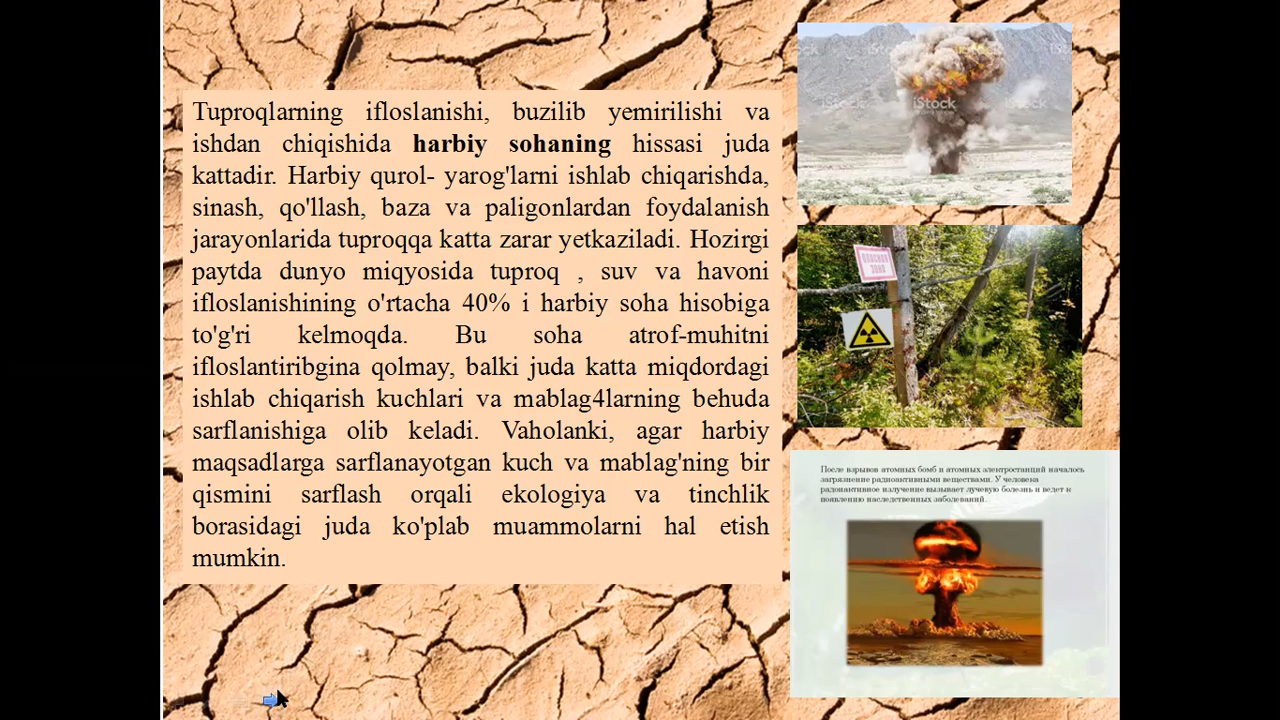 Tuproqlarning ifloslanishi, buzilib yemirilishi va
ishdan chiqishida harbiy sohaning hissasi juda
kattadir. Harbiy qurol- yarog'larni ishlab chiqarishda,
sinash, qo'llash, baza va paligonlardan foydalanish
jarayonlarida tuproqqa katta zarar yetkaziladi. Hozirgi
paytda dunyo miqyosida tuproq , suv va havoni
ifloslanishining o'rtacha 40% i harbiy soha hisobiga
to'g'ri kelmoqda. Bu soha atrof-muhitni
ifloslantiribgina qolmay, balki juda katta miqdordagi
ishlab chiqarish kuchlari va mablag4larning behuda
sarflanishiga olib keladi. Vaholanki, agar harbiy
maqsadlarga sarflanayotgan kuch va mablag'ning bir
qismini sarflash orqali ekologiya va tinchlik
borasidagi juda ko'plab muammolarni hal etish
mumkin.
iStock
iStock
iStock
После взрывов атомных бомб и атомных электростанций началось
загрязнение радиоактивными веществами. У человека
радиоактивное излучение вызывает лучевую болезнь и ведет к
появлению наследственных заболеваний.